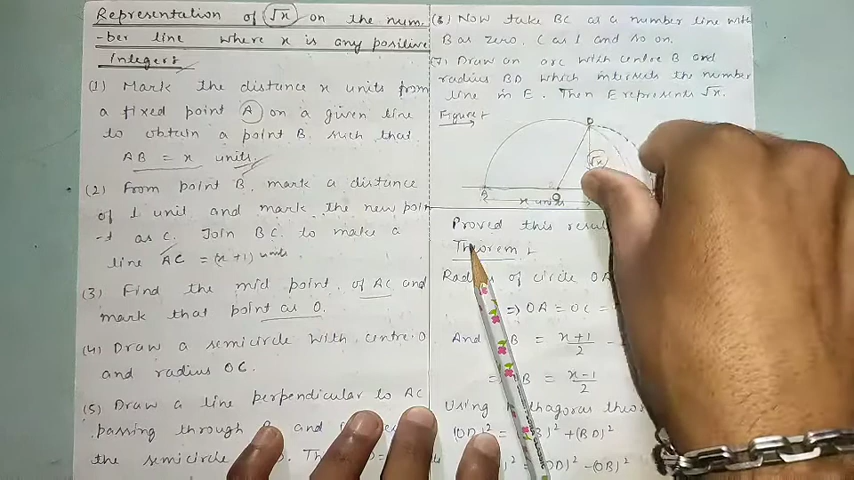 Representation of √x on the num-
-ber line where x is any positive
integers
(1) Mark the distance x units from
a fixed point A on a given line
to obtain a point B, such that
AB = x units.
(2) From point B, mark a distance
of 1 unit and mark the new poin
-t as C. Join BC. to make a
line AC = (x+1) units
(3) Find the mid point of AC and
mark that point as O.
(4) Draw a semicircle with centre O
and radius OC.
(5) Draw a line perpendicular to AC
passing through
the semicircle
(6) Now take BC as a number line with
B as zero, C as 1 and so on.
(7) Draw an arc with centre B and
radius BD which intersects the number
line in E. Then E represents √x.
Figure:-
D
√x
A
O
x units
Proved this resul
Theorem :-
Radius of circle OA
⇒ OA = OC =
And B = x+1/2 -
⇒ B = x-1/2
Using thagoras theo
(OD)² = B)² + (BD)²
)² = OD)² - (OB)²